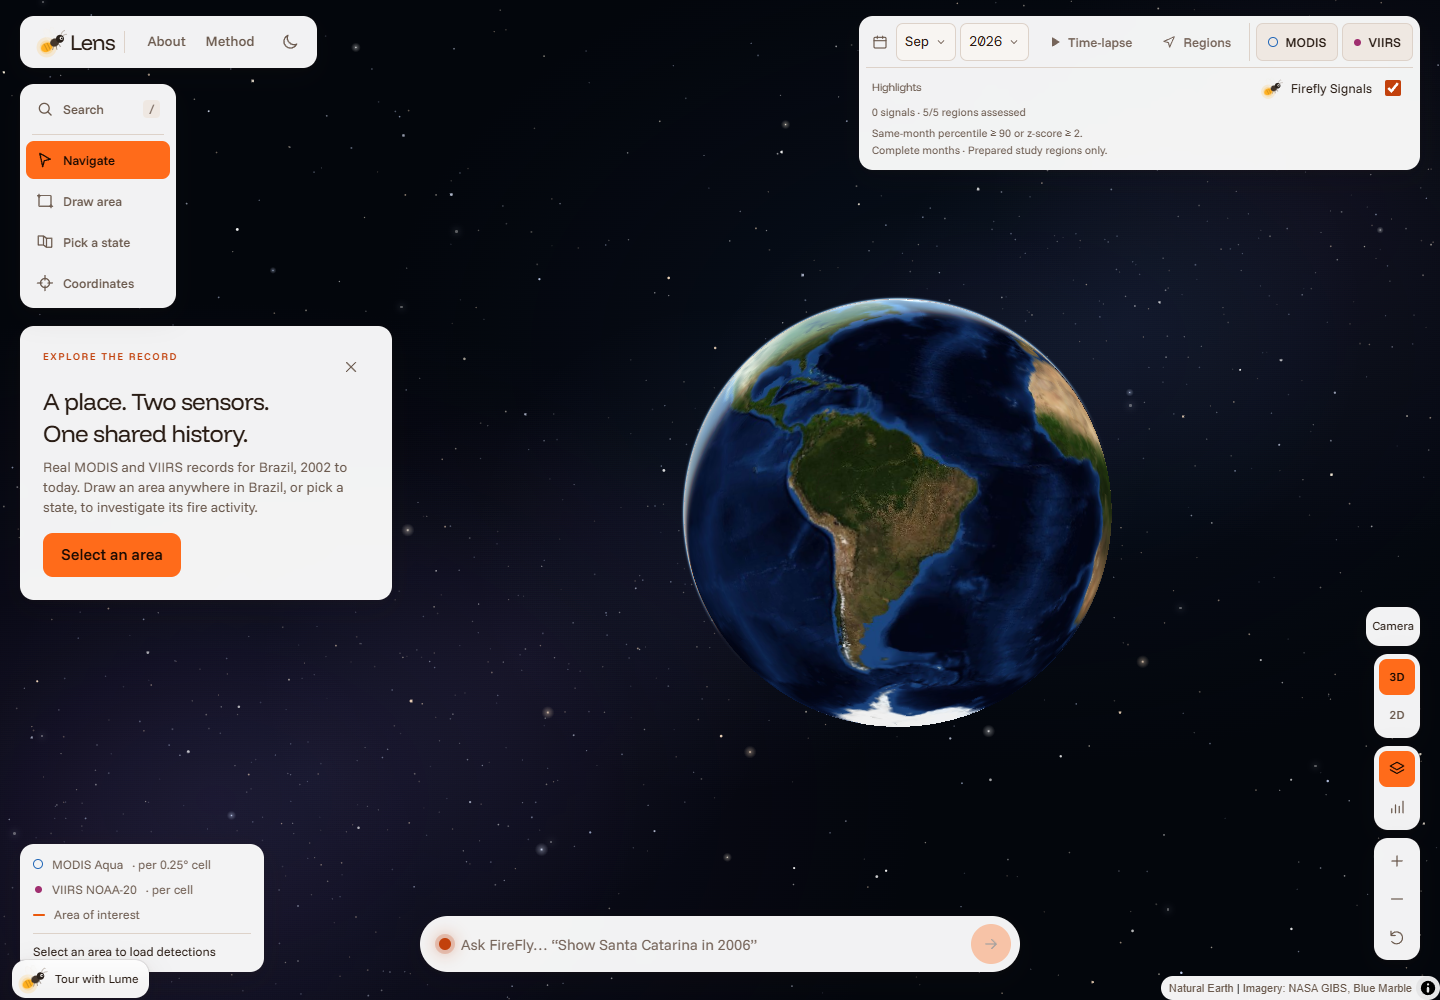 Lens
About
Method
Search
/
Navigate
Draw area
Pick a state
Coordinates
EXPLORE THE RECORD
A place. Two sensors.
One shared history.
Real MODIS and VIIRS records for Brazil, 2002 to
today. Draw an area anywhere in Brazil, or pick a
state, to investigate its fire activity.
Select an area
Sep
2026
Time-lapse
Regions
MODIS
VIIRS
Highlights
Firefly Signals
0 signals · 5/5 regions assessed
Same-month percentile ≥ 90 or z-score ≥ 2.
Complete months · Prepared study regions only.
Camera
3D
2D
MODIS Aqua · per 0.25° cell
VIIRS NOAA-20 · per cell
Area of interest
Select an area to load detections
Tour with Lume
Ask FireFly… “Show Santa Catarina in 2006”
Natural Earth | Imagery: NASA GIBS, Blue Marble